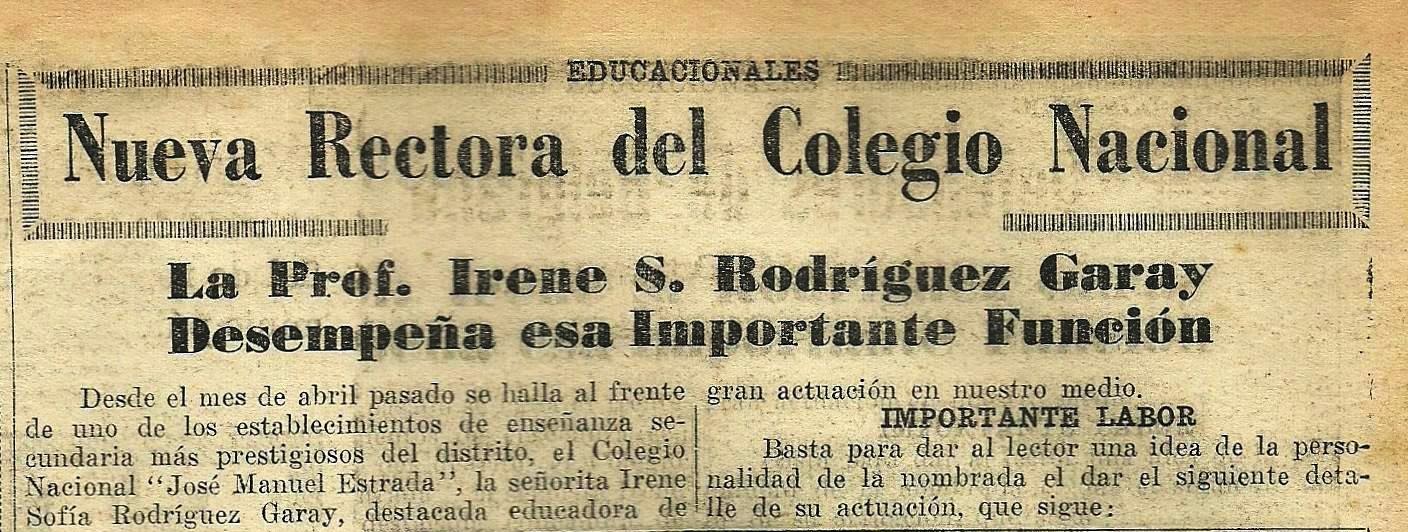 EDUCACIONALES
Nueva Rectora del Colegio Nacional
La Prof. Irene S. Rodríguez Garay
Desempeña esa Importante Función
Desde el mes de abril pasado se halla al frente
de uno de los establecimientos de enseñanza se-
cundaria más prestigiosos del distrito, el Colegio
Nacional "José Manuel Estrada", la señorita Irene
Sofía Rodríguez Garay, destacada educadora de
gran actuación en nuestro medio.
IMPORTANTE LABOR
Basta para dar al lector una idea de la perso-
nalidad de la nombrada el dar el siguiente deta-
lle de su actuación, que sigue: